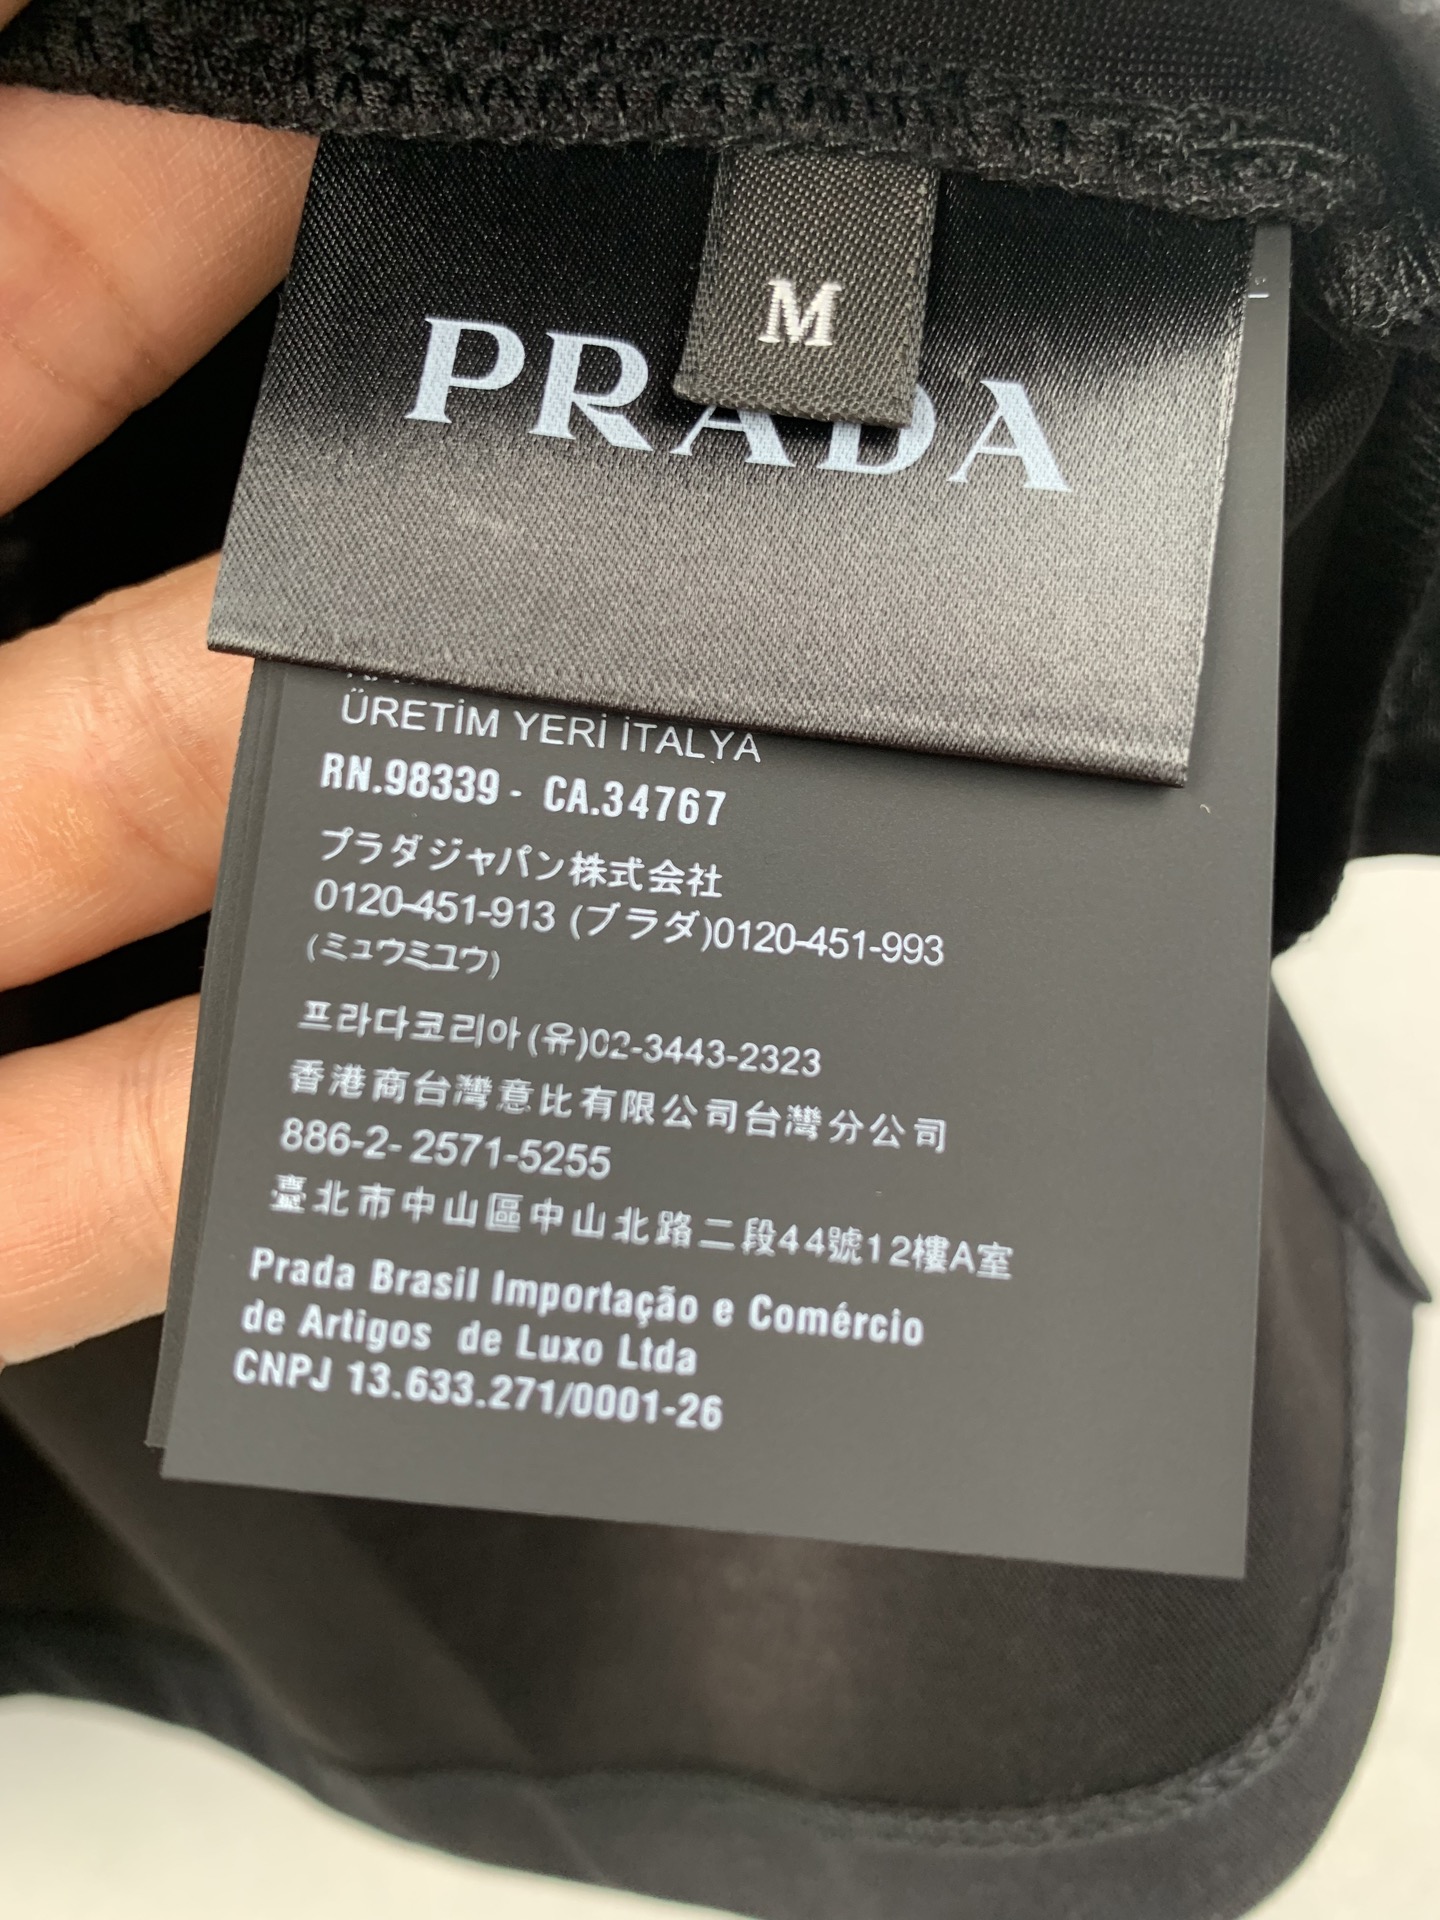 M
PRADA
ÜRETİM YERİ İTALYA
RN.98339 - CA.34767
プラダジャパン株式会社
0120-451-913 (プラダ)0120-451-993
(ミュウミュウ)
프라다코리아(유)02-3443-2323
香港商台灣意比有限公司台灣分公司
886-2- 2571-5255
臺北市中山區中山北路二段44號12樓A室
Prada Brasil Importação e Comércio
de Artigos de Luxo Ltda
CNPJ 13.633.271/0001-26